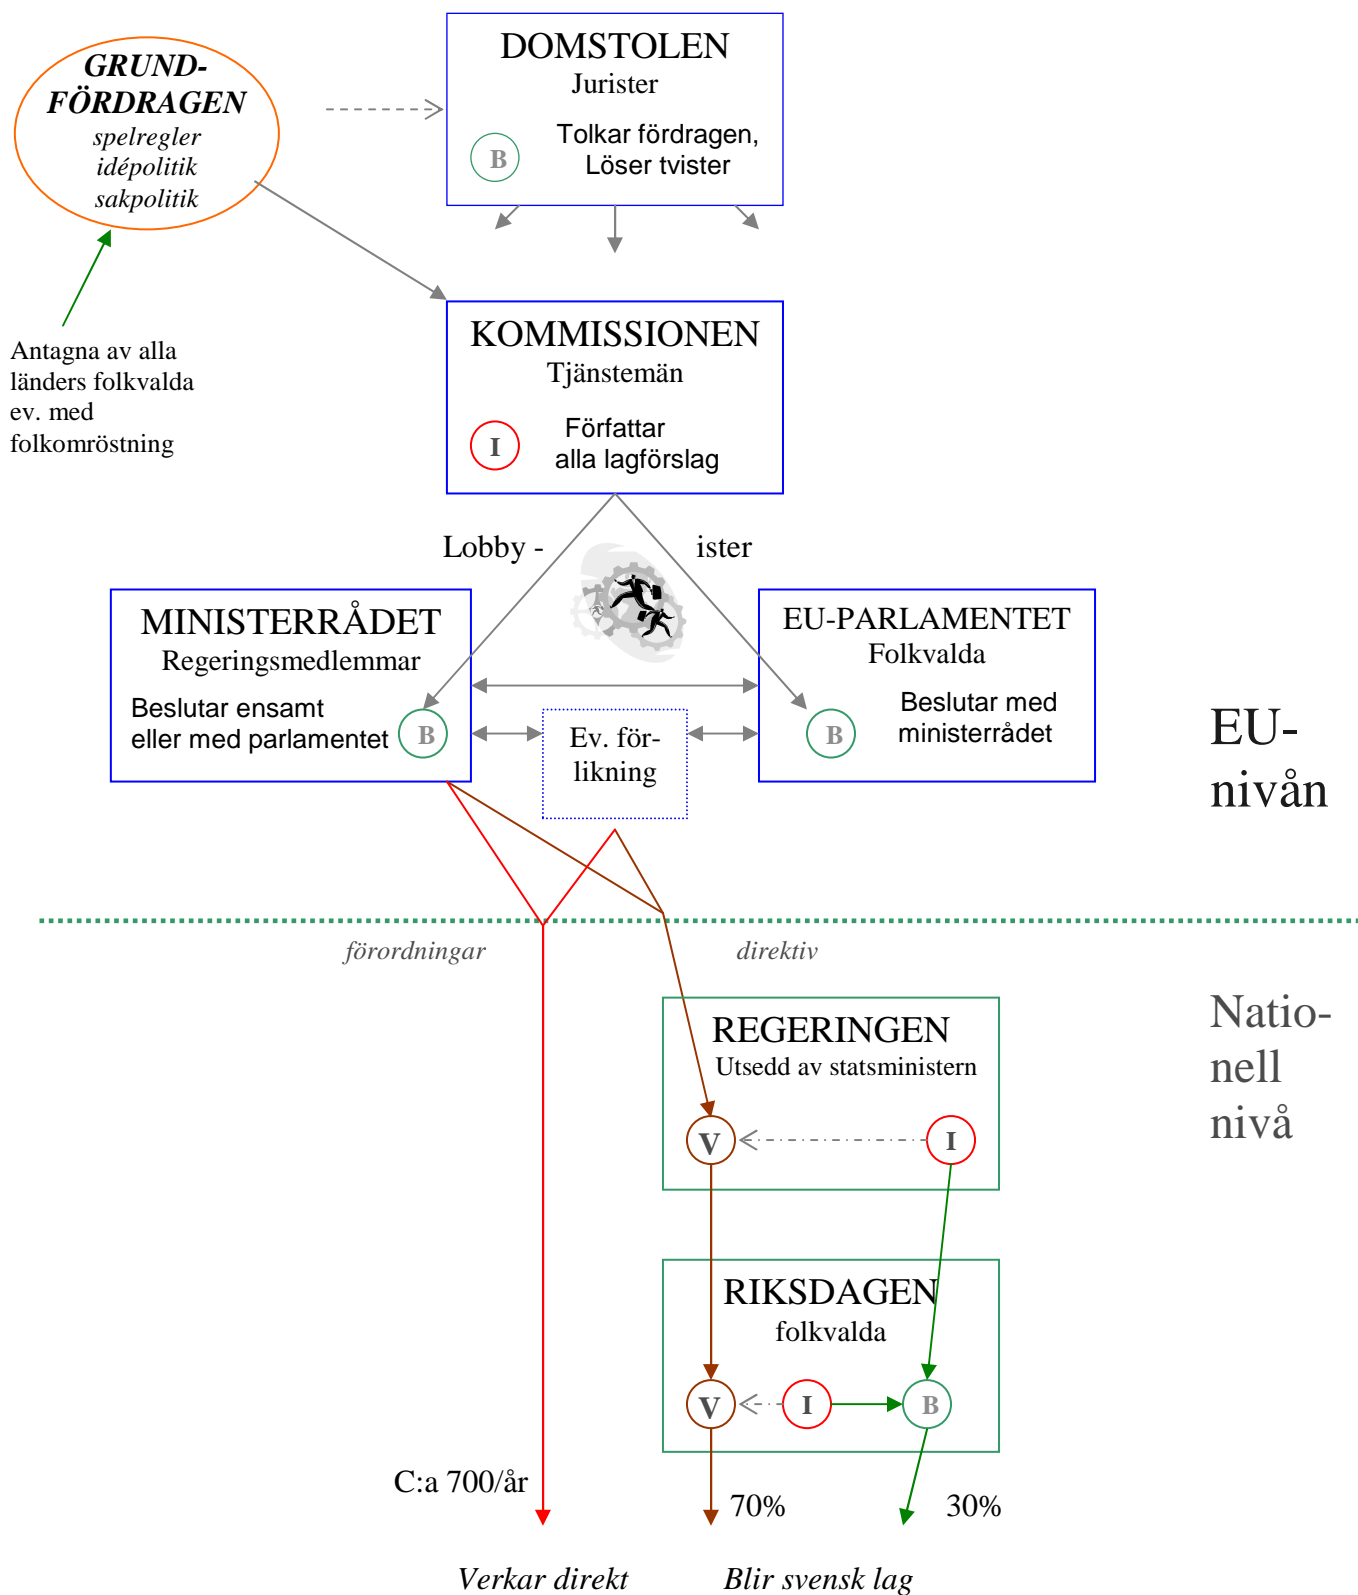 GRUND-
FÖRDRAGEN
spelregler
idépolitik
sakpolitik
DOMSTOLEN
Jurister
B
Tolkar fördragen,
Löser tvister
Antagna av alla
länders folkvalda
ev. med
folkomröstning
KOMMISSIONEN
Tjänstemän
I
Författar
alla lagförslag
Lobby - ister
MINISTERRÅDET
Regeringsmedlemmar
Beslutar ensamt
eller med parlamentet
B
Ev. för-
likning
EU-PARLAMENTET
Folkvalda
B
Beslutar med
ministerrådet
EU-
nivån
förordningar
direktiv
Natio-
nell
nivå
REGERINGEN
Utsedd av statsministern
V I
RIKSDAGEN
folkvalda
V I B
C:a 700/år
70%
30%
Verkar direkt
Blir svensk lag